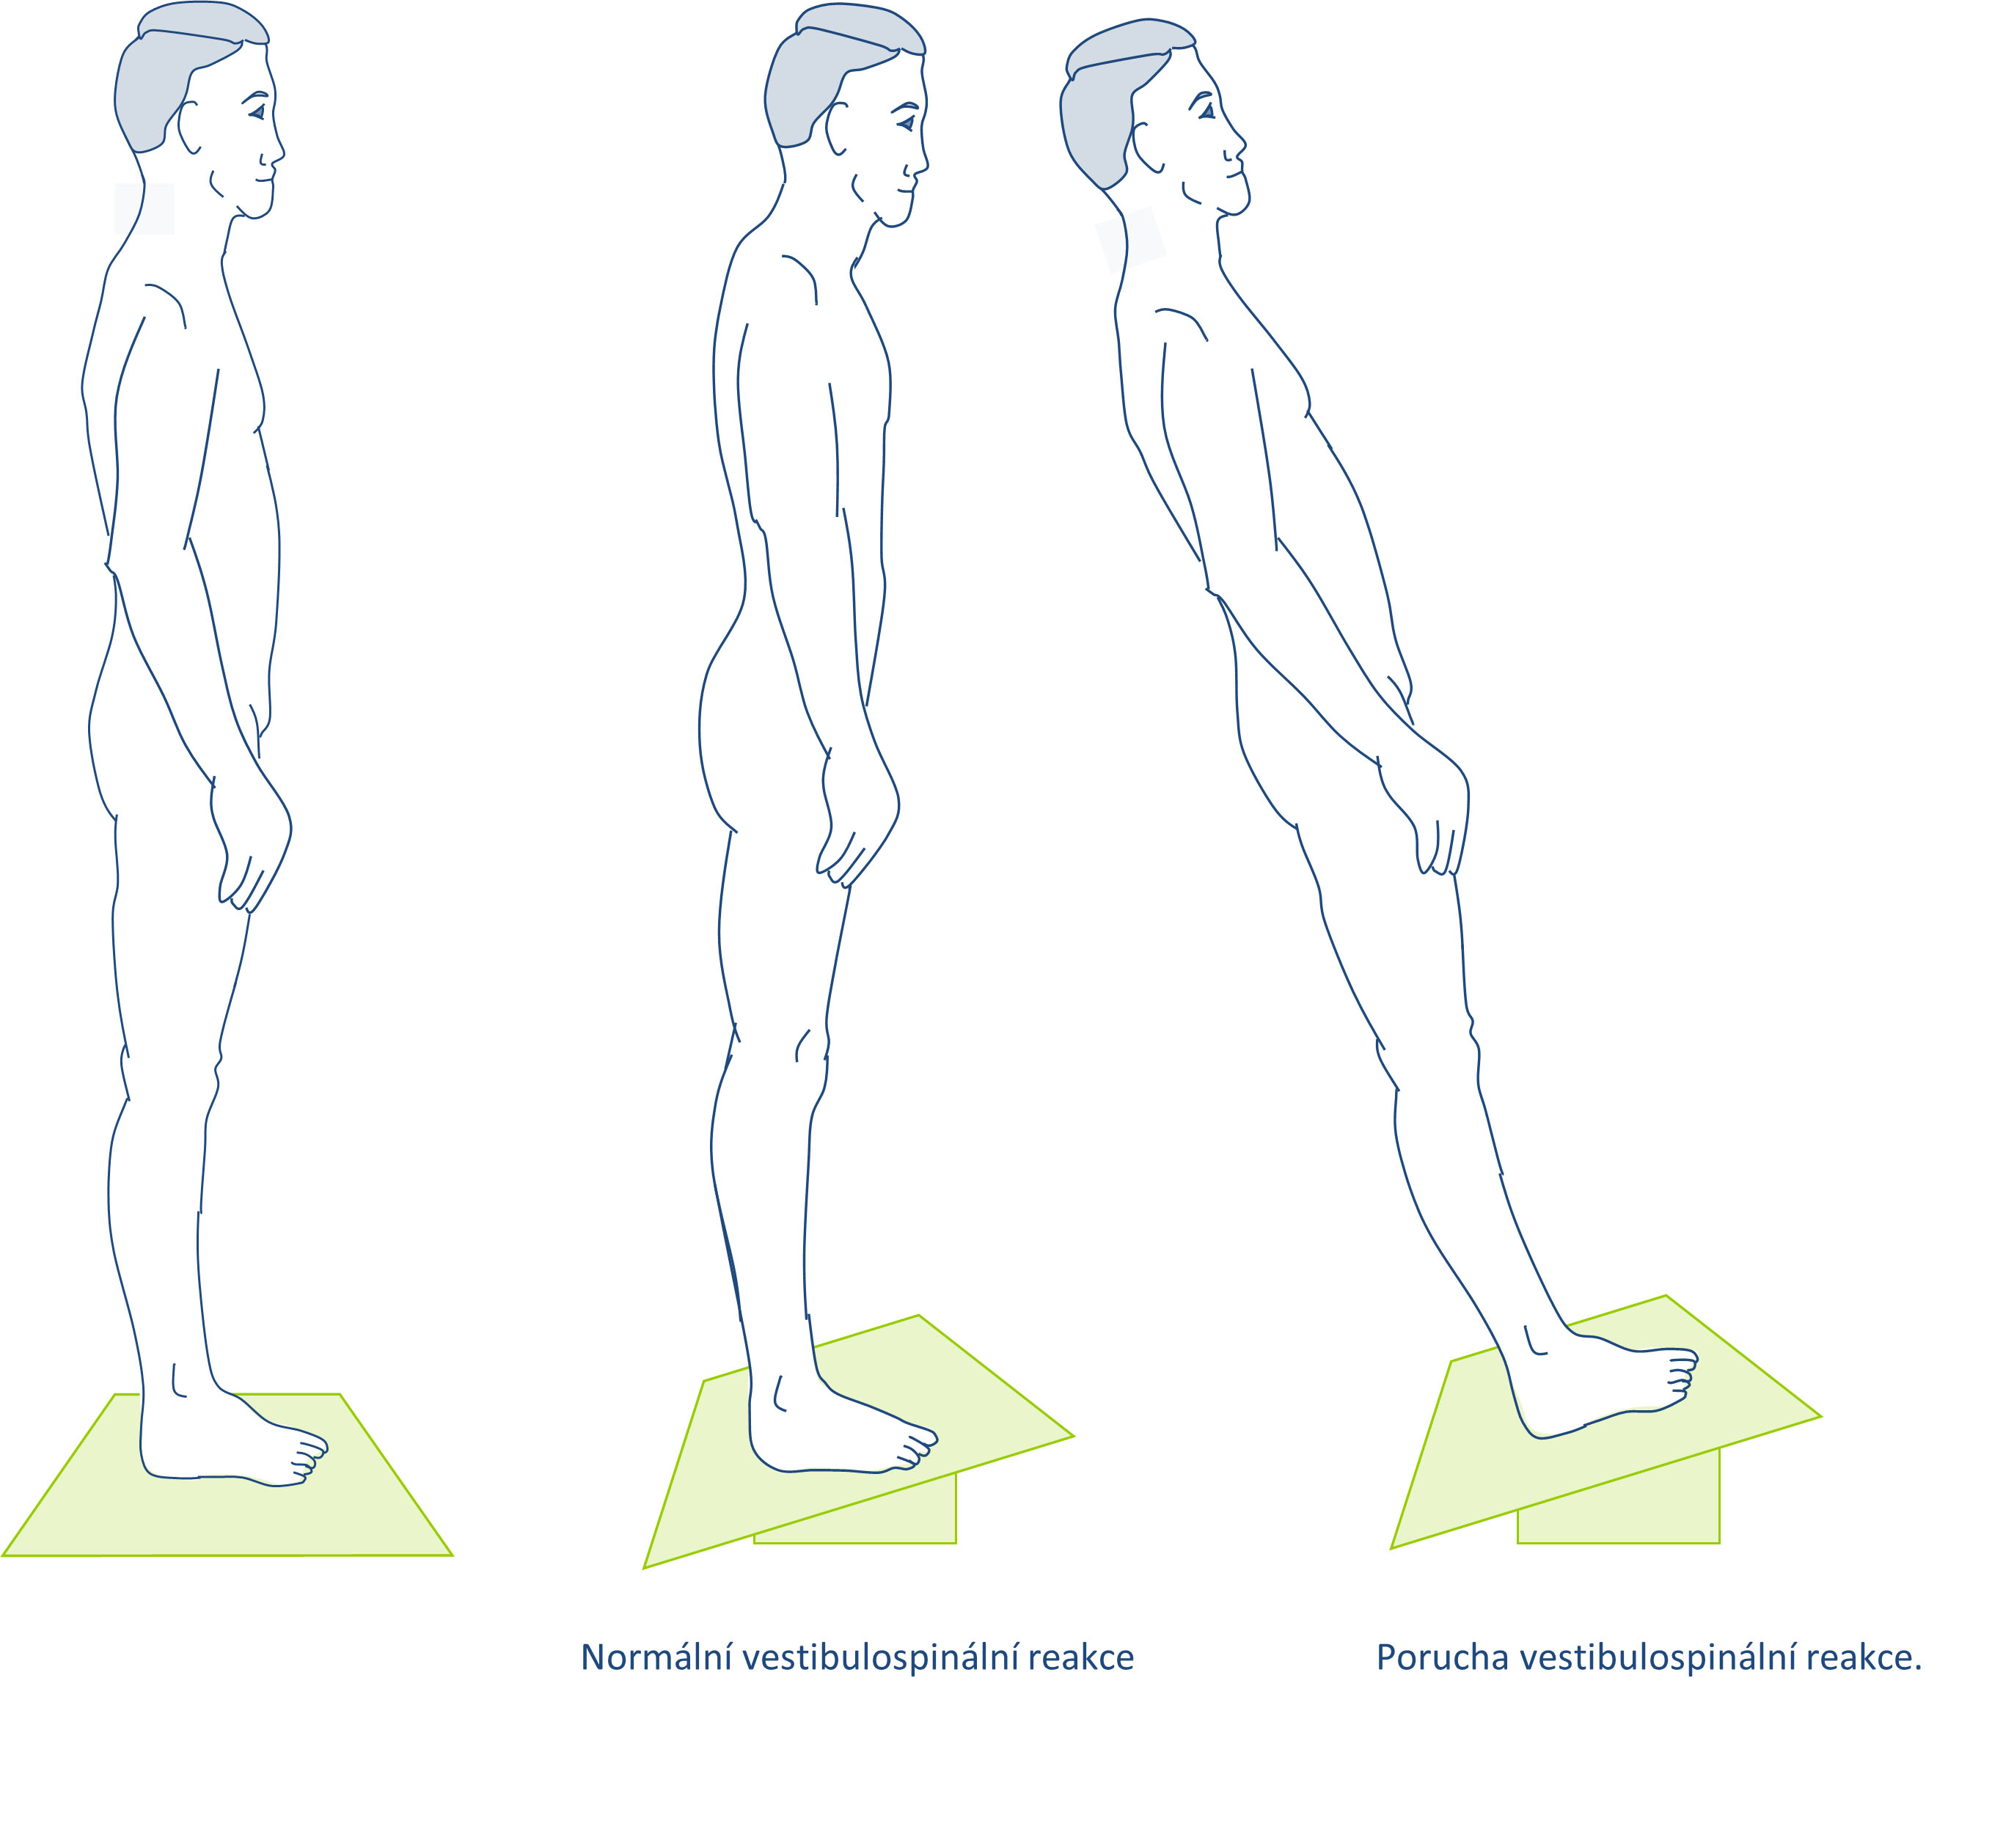 Normální vestibulospinální reakce
Porucha vestibulospinální reakce.